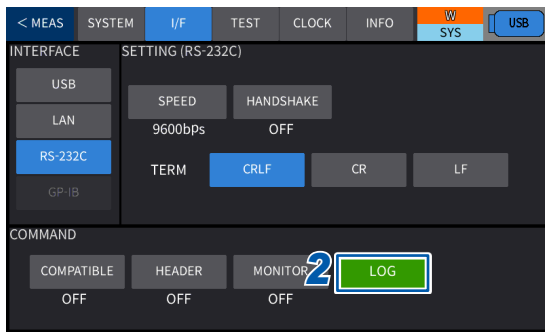 < MEAS SYSTEM I/F TEST CLOCK INFO W SYS USB
INTERFACE SETTING (RS-232C)
USB
SPEED HANDSHAKE
9600bps OFF
LAN
RS-232C
TERM CRLF CR LF
GP-IB
COMMAND
COMPATIBLE HEADER MONITOR 2 LOG
OFF OFF OFF